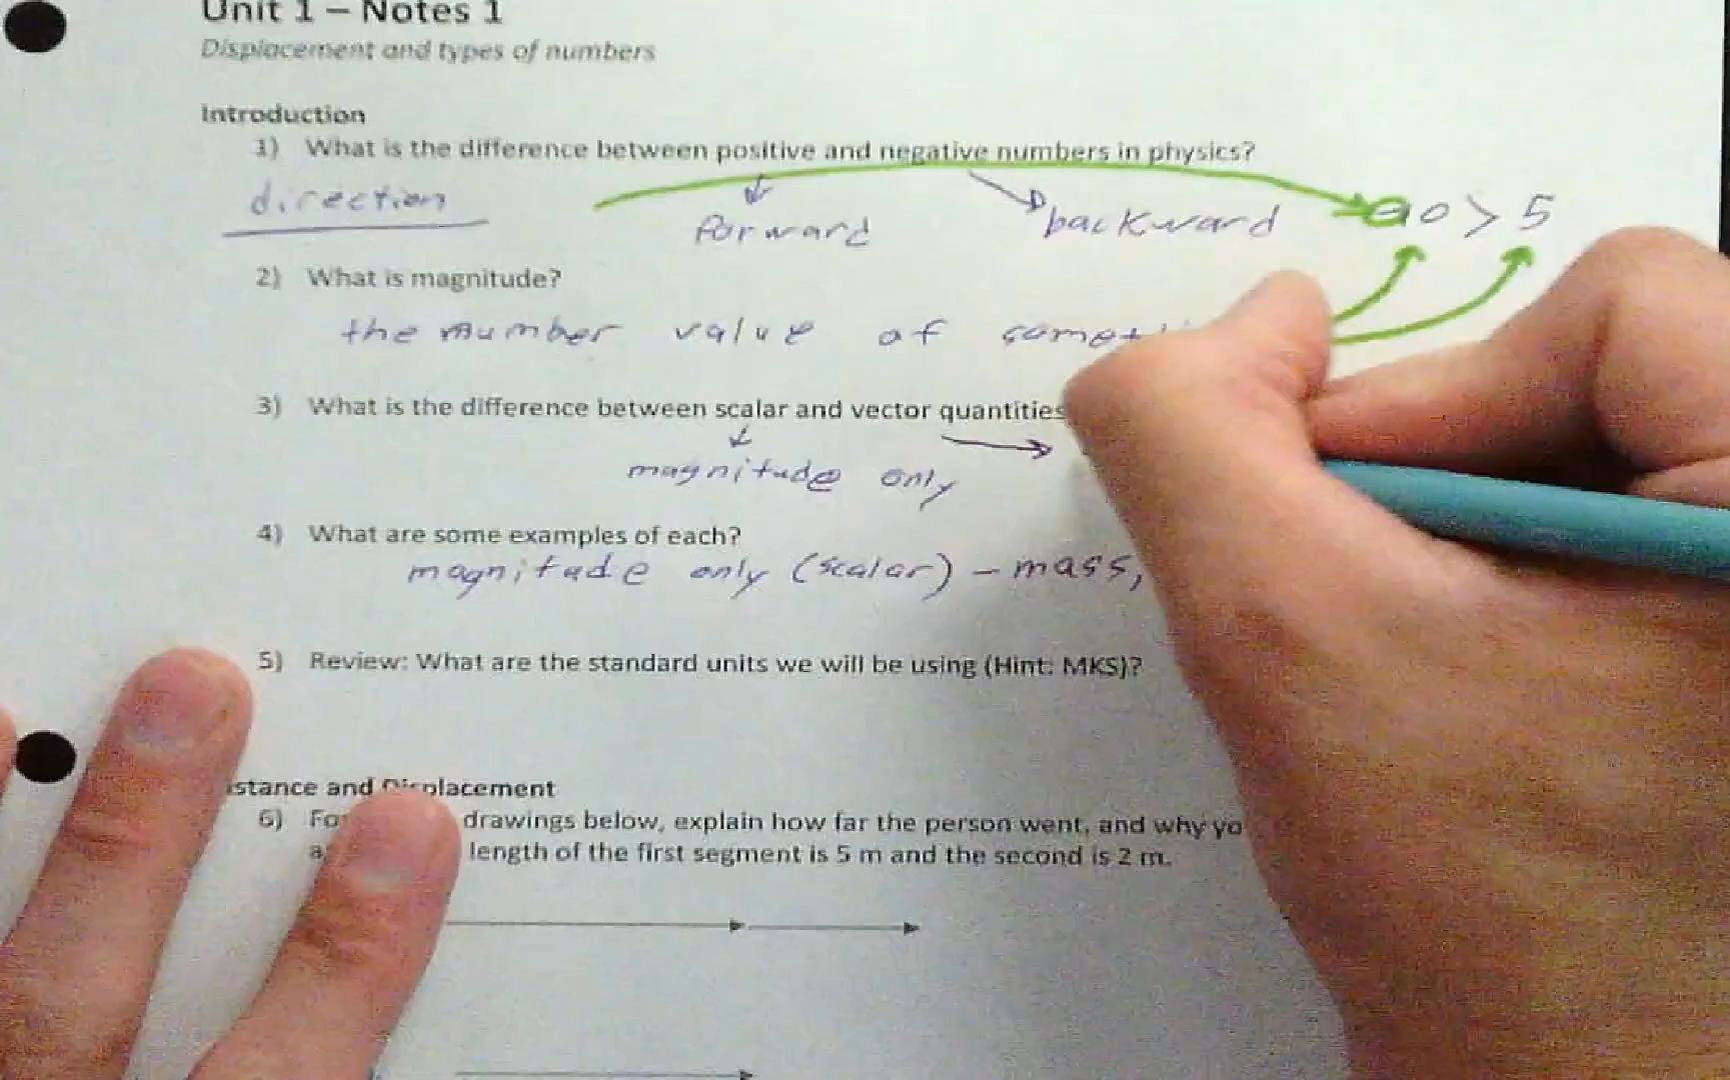 Unit 1 – Notes 1
Displacement and types of numbers
Introduction
1) What is the difference between positive and negative numbers in physics?
direction
forward
backward
> 5
2) What is magnitude?
the number value of
3) What is the difference between scalar and vector quantities
magnitude only
4) What are some examples of each?
magnitude only (scalar) – mass,
5) Review: What are the standard units we will be using (Hint: MKS)?
and
6) drawings below, explain how far the person went, and why
length of the first segment is 5 m and the second is 2 m.